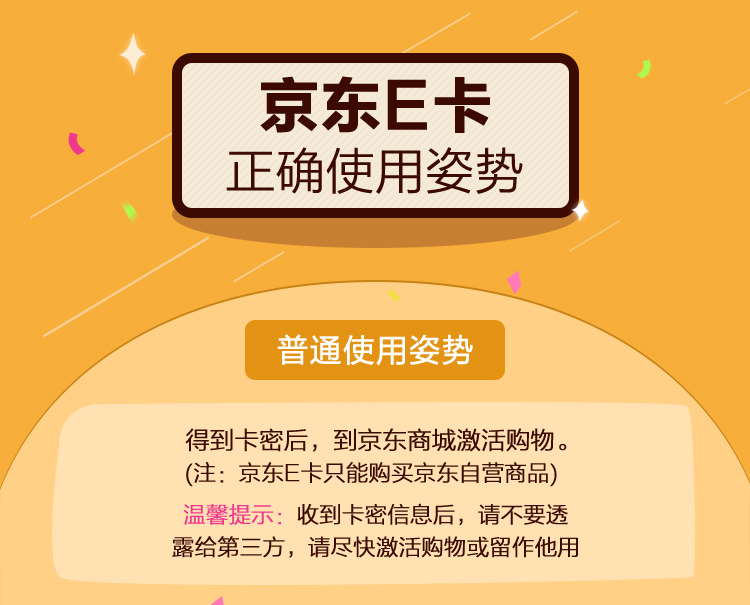 京东E卡
正确使用姿势
普通使用姿势
得到卡密后，到京东商城激活购物。
(注：京东E卡只能购买京东自营商品)
温馨提示：收到卡密信息后，请不要透
露给第三方，请尽快激活购物或留作他用